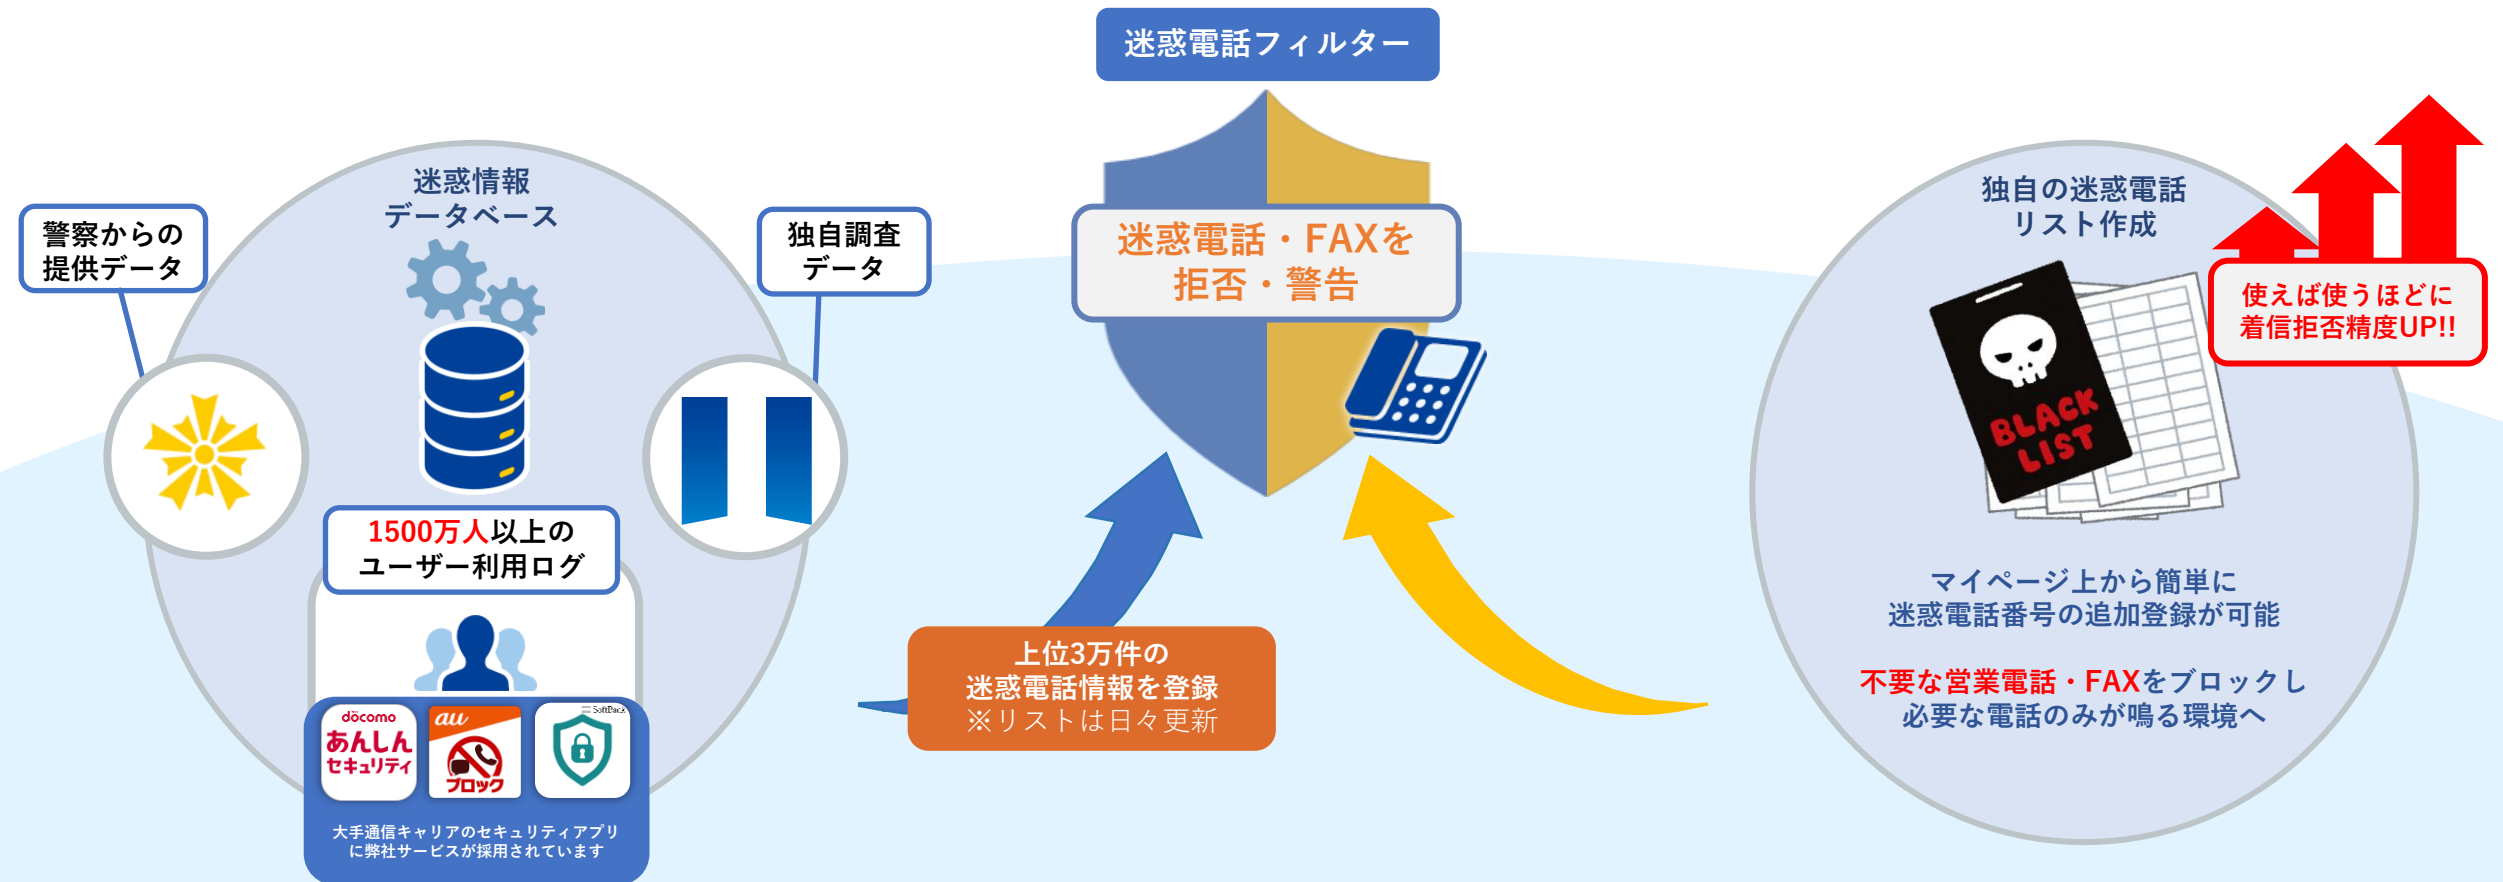 迷惑電話フィルター
迷惑情報
データベース
警察からの
提供データ
独自調査
データ
1500万人以上の
ユーザー利用ログ
docomo
あんしん
セキュリティ
au
ブロック
SoftBank
大手通信キャリアのセキュリティアプリ
に弊社サービスが採用されています
迷惑電話・FAXを
拒否・警告
上位3万件の
迷惑電話情報を登録
※リストは日々更新
独自の迷惑電話
リスト作成
使えば使うほどに
着信拒否精度UP!!
BLACK
LIST
マイページ上から簡単に
迷惑電話番号の追加登録が可能
不要な営業電話・FAXをブロックし
必要な電話のみが鳴る環境へ